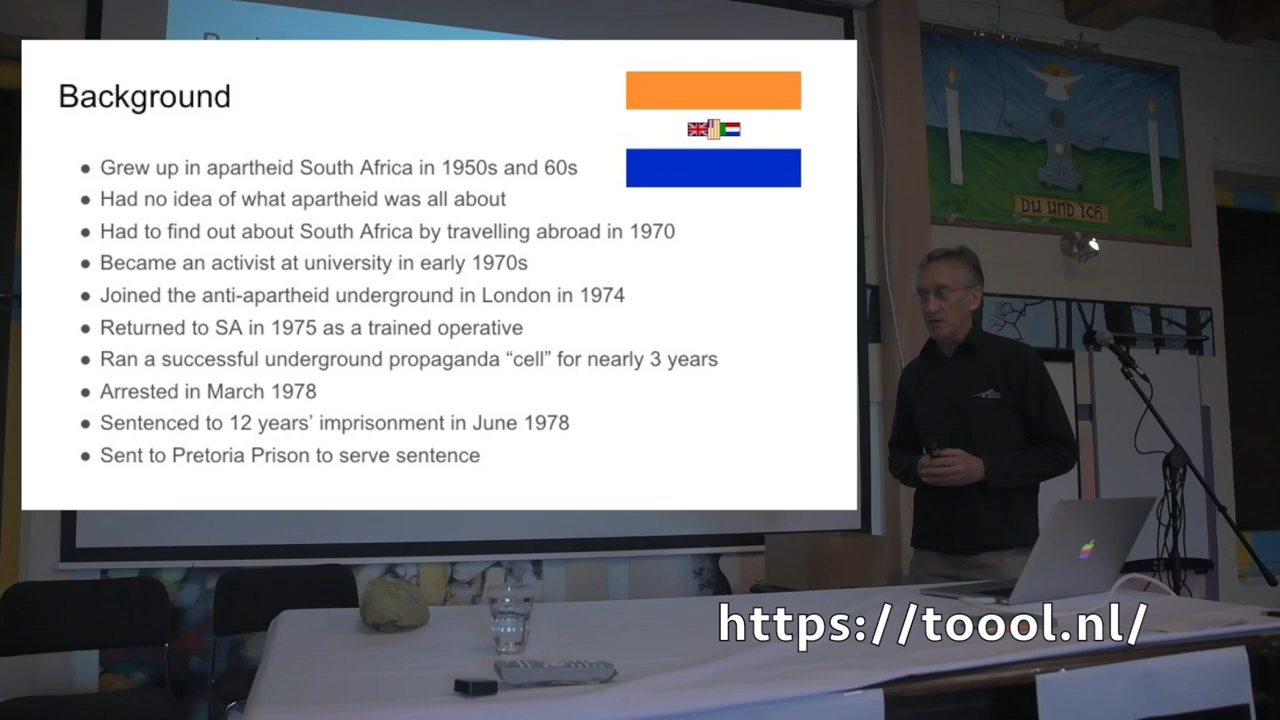 Background
● Grew up in apartheid South Africa in 1950s and 60s
● Had no idea of what apartheid was all about
● Had to find out about South Africa by travelling abroad in 1970
● Became an activist at university in early 1970s
● Joined the anti-apartheid underground in London in 1974
● Returned to SA in 1975 as a trained operative
● Ran a successful underground propaganda “cell” for nearly 3 years
● Arrested in March 1978
● Sentenced to 12 years’ imprisonment in June 1978
● Sent to Pretoria Prison to serve sentence
DU UND ICH
https://toool.nl/